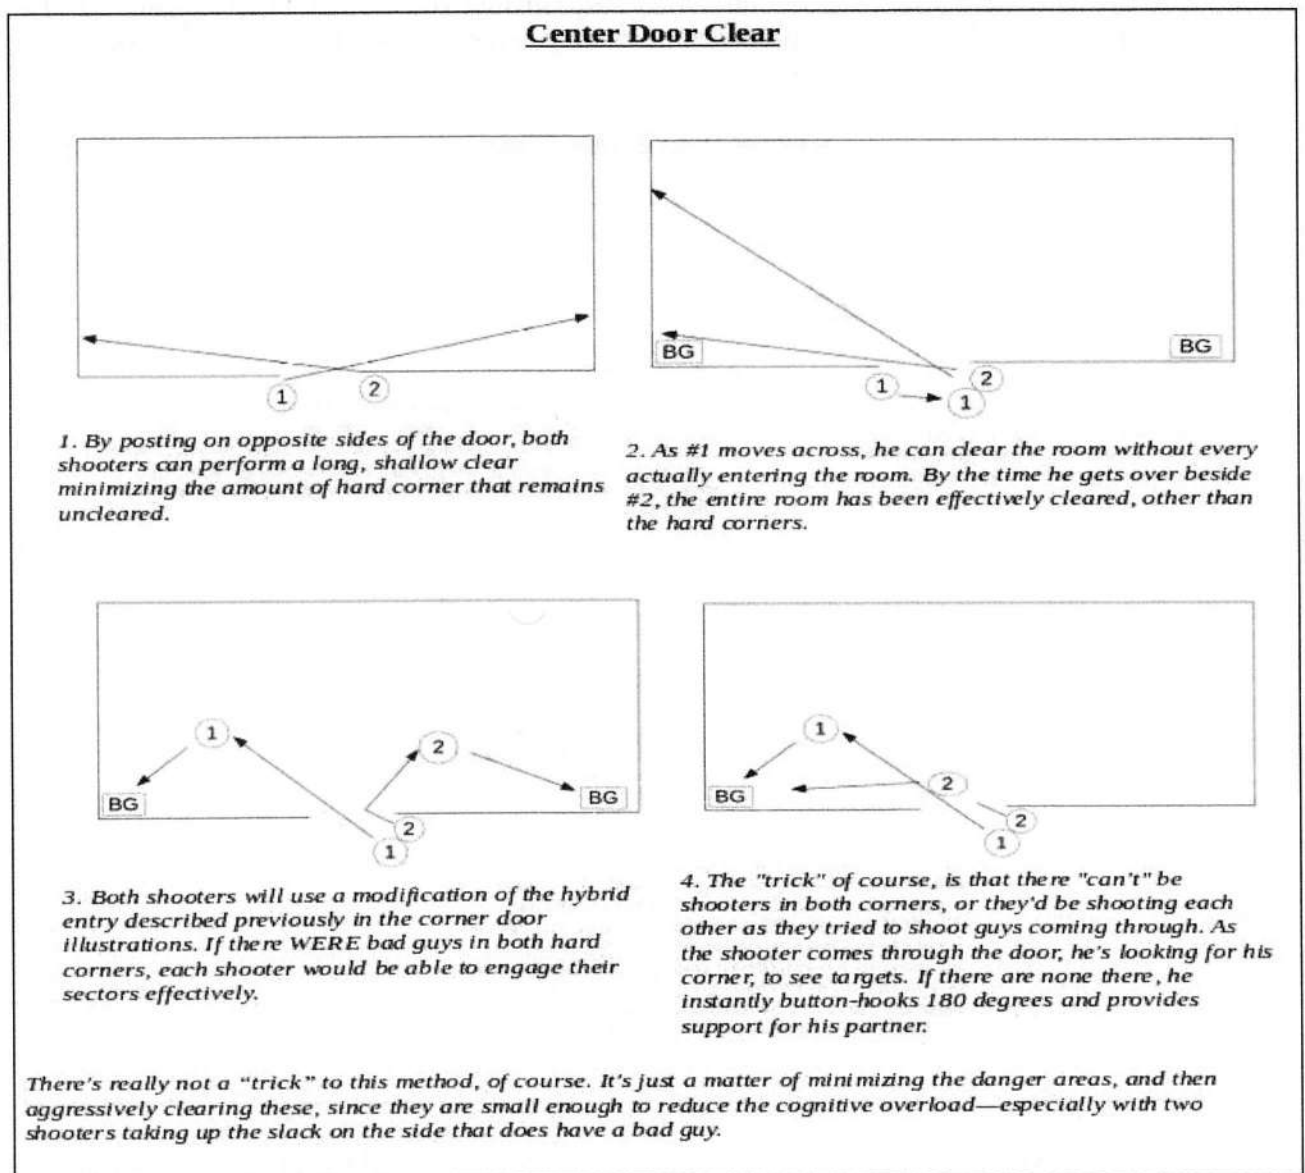 Center Door Clear
BG
BG
1
2
1
2
1
1. By posting on opposite sides of the door, both
shooters can perform a long, shallow clear
minimizing the amount of hard corner that remains
uncleared.
2. As #1 moves across, he can clear the room without every
actually entering the room. By the time he gets over beside
#2, the entire room has been effectively cleared, other than
the hard corners.
1
2
BG
BG
2
1
1
2
BG
2
1
3. Both shooters will use a modification of the hybrid
entry described previously in the corner door
illustrations. If there WERE bad guys in both hard
corners, each shooter would be able to engage their
sectors effectively.
4. The "trick" of course, is that there "can't" be
shooters in both corners, or they'd be shooting each
other as they tried to shoot guys coming through. As
the shooter comes through the door, he's looking for his
corner, to see targets. If there are none there, he
instantly button-hooks 180 degrees and provides
support for his partner.
There's really not a “trick” to this method, of course. It's just a matter of minimizing the danger areas, and then
aggressively clearing these, since they are small enough to reduce the cognitive overload—especially with two
shooters taking up the slack on the side that does have a bad guy.